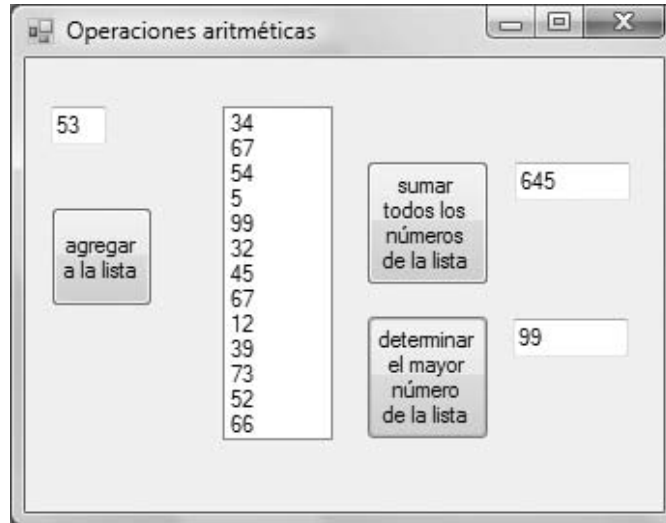 Operaciones aritméticas
53
agregar
a la lista
34
67
54
5
99
32
45
67
12
39
73
52
66
sumar
todos los
números
de la lista
645
determinar
el mayor
número
de la lista
99